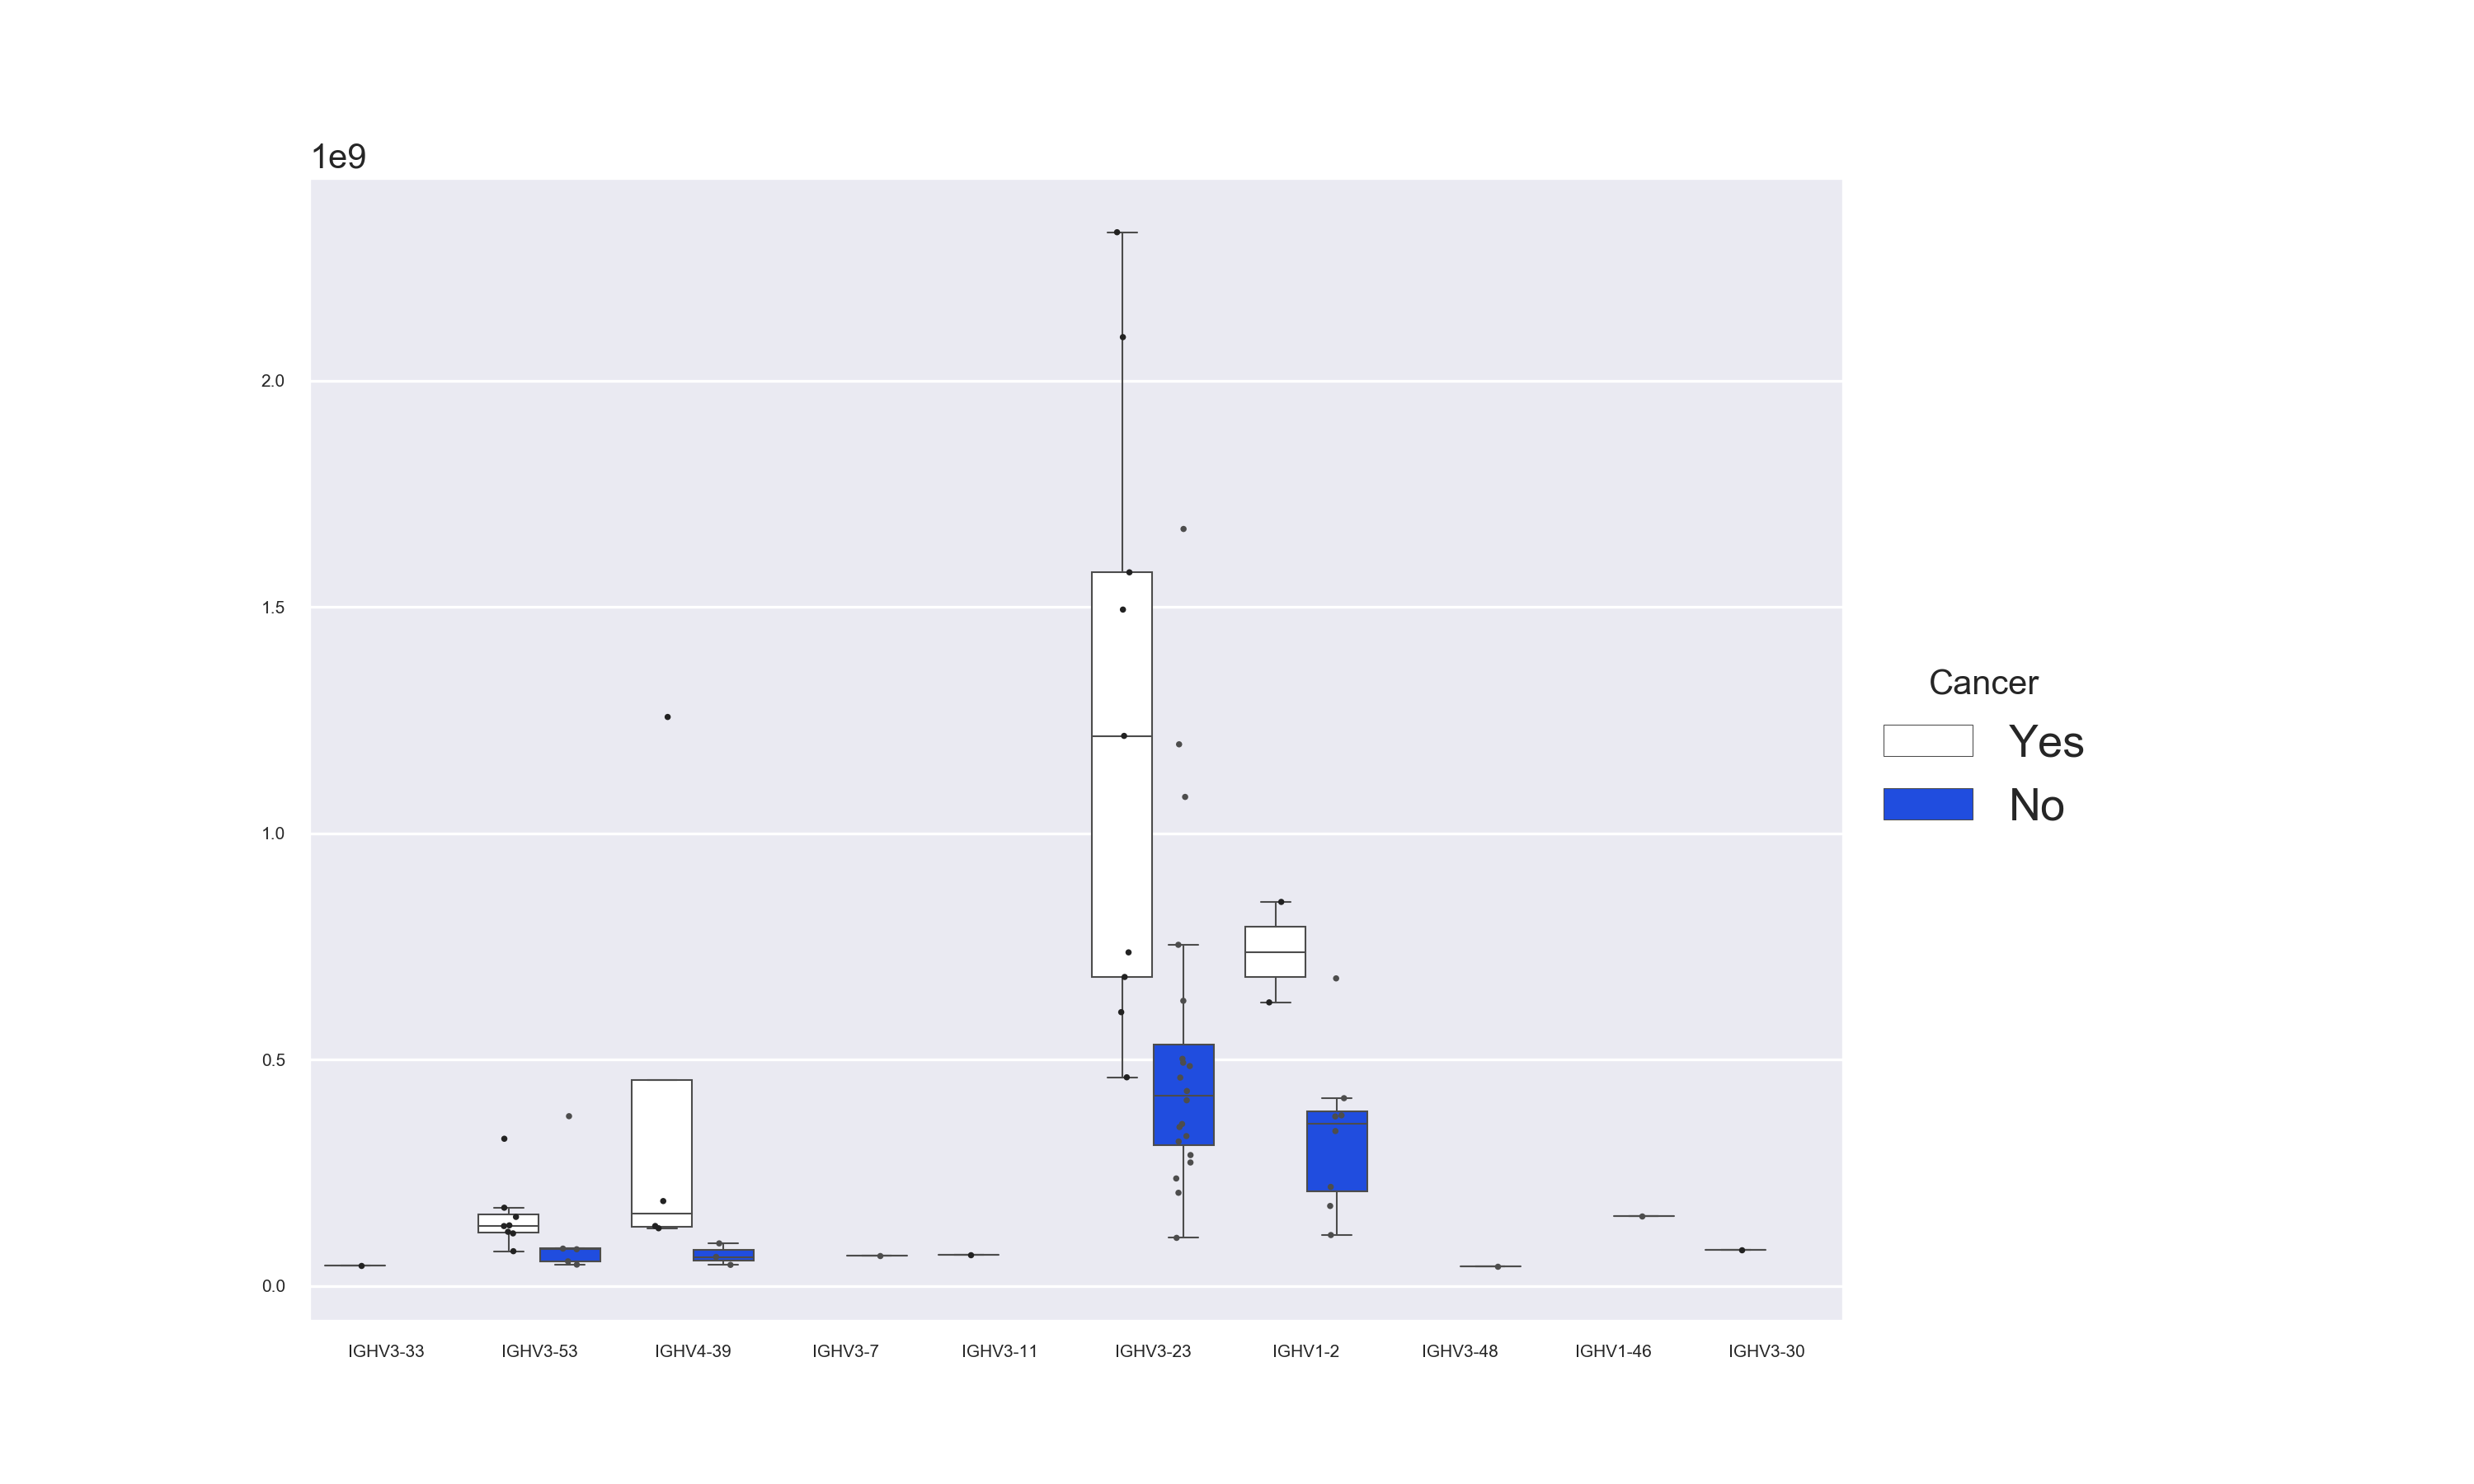 1e9
2.0
1.5
1.0
0.5
0.0
IGHV3-33 IGHV3-53 IGHV4-39 IGHV3-7 IGHV3-11 IGHV3-23 IGHV1-2 IGHV3-48 IGHV1-46 IGHV3-30
Cancer
Yes
No